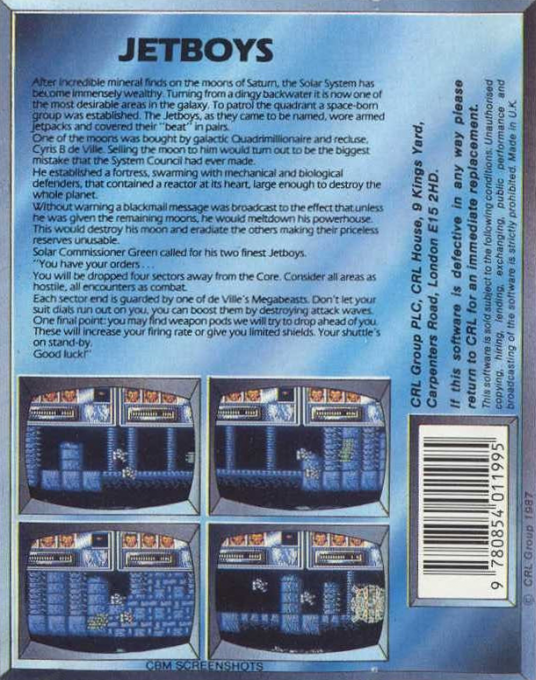 JETBOYS
After incredible mineral finds on the moons of Saturn, the Solar System has
become immensely wealthy. Turning from a dingy backwater it is now one of
the most desirable areas in the galaxy. To patrol the quadrant a space-born
group was established. The Jetboys, as they came to be named, wore armed
jetpacks and covered their "beat" in pairs.
One of the moons was bought by galactic Quadrimillionaire and recluse,
Cyris B de Ville. Selling the moon to him would turn out to be the biggest
mistake that the System Council had ever made.
He established a fortress, swarming with mechanical and biological
defenders, that contained a reactor at its heart, large enough to destroy the
whole planet.
Without warning a blackmail message was broadcast to the effect that unless
he was given the remaining moons, he would meltdown his powerhouse.
This would destroy his moon and eradiate the others making their priceless
reserves unusable.
Solar Commissioner Green called for his two finest Jetboys.
"You have your orders . . .
You will be dropped four sectors away from the Core. Consider all areas as
hostile, all encounters as combat.
Each sector end is guarded by one of de Ville's Megabeasts. Don't let your
suit dials run out on you, you can boost them by destroying attack waves.
One final point: you may find weapon pods we will try to drop ahead of you.
These will increase your firing rate or give you limited shields. Your shuttle's
on stand-by.
Good luck!"
CBM SCREENSHOTS
CRL Group PLC, CRL House, 9 Kings Yard,
Carpenters Road, London E15 2HD.
If this software is defective in any way please
return to CRL for an immediate replacement.
This software is sold subject to the following conditions: Unauthorised
copying, hiring, lending, exchanging, public performance and
broadcasting of the software is strictly prohibited. Made in U.K.
9 780854 011995
© CRL Group 1987